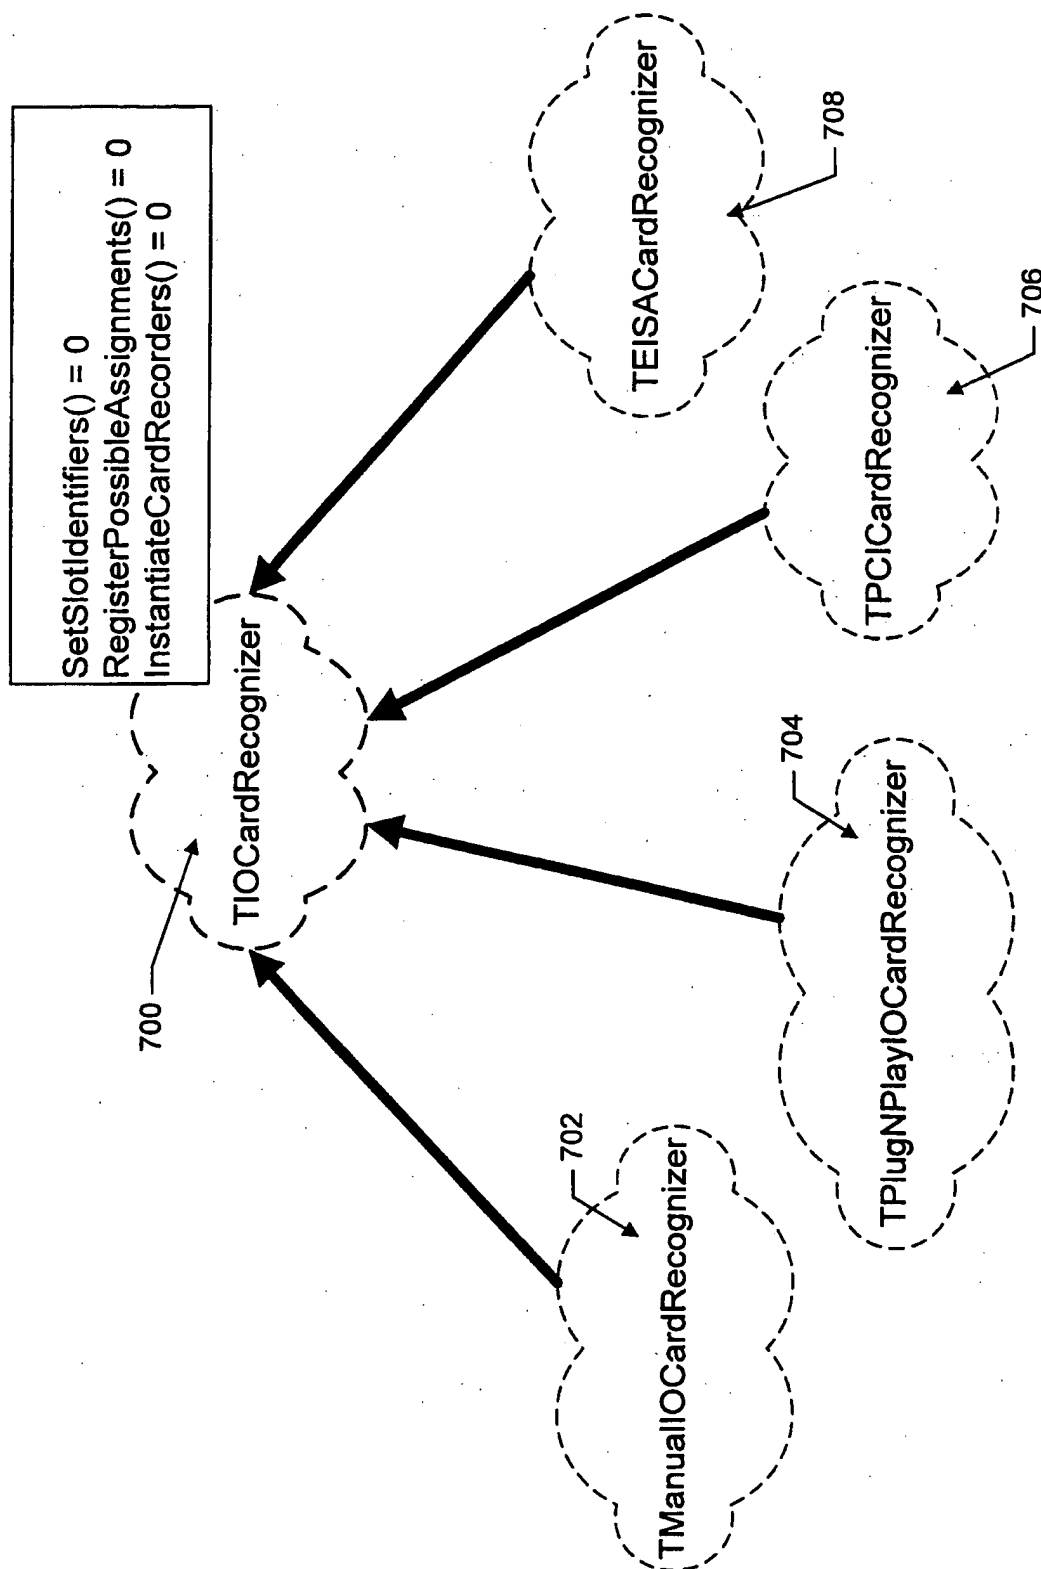 SetSlotIdentifiers() = 0
RegisterPossibleAssignments() = 0
InstantiateCardRecorders() = 0
700
TIOCardRecognizer
702
TManualIOCardRecognizer
704
TPlugNPlayIOCardRecognizer
706
TPCICardRecognizer
708
TEISACardRecognizer